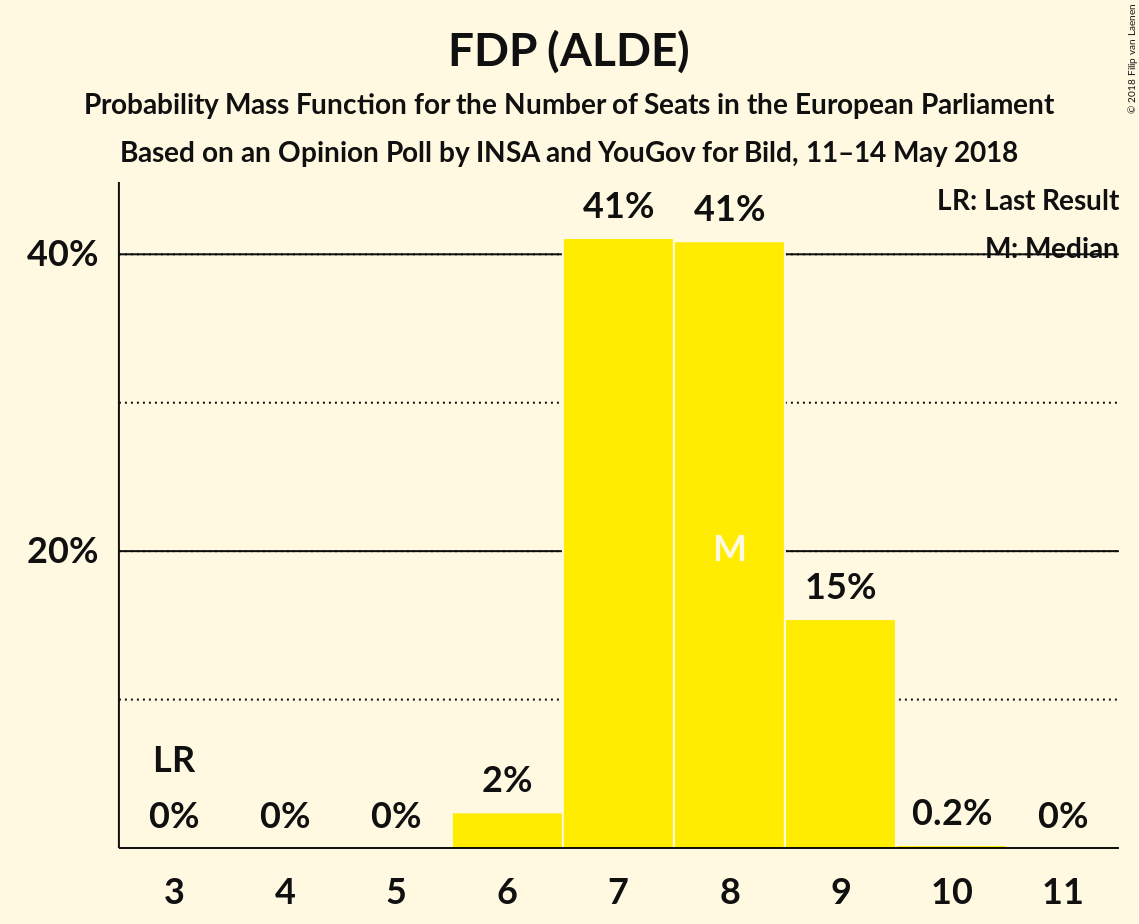 FDP (ALDE)
Probability Mass Function for the Number of Seats in the European Parliament
Based on an Opinion Poll by INSA and YouGov for Bild, 11–14 May 2018
© 2018 Filip van Laenen
LR: Last Result
M: Median
40%
20%
41%
41%
M
15%
LR
0%
0%
0%
2%
0.2%
0%
3 4 5 6 7 8 9 10 11